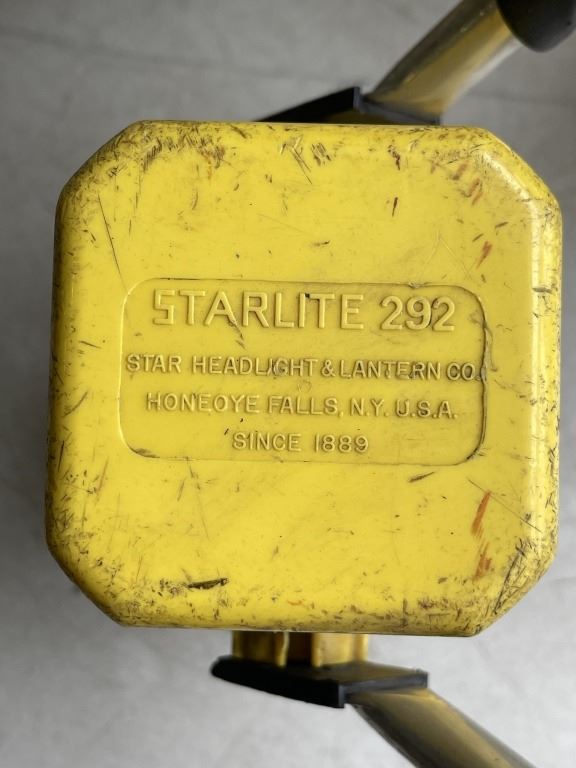 STARLITE 292
STAR HEADLIGHT & LANTERN CO.
HONEOYE FALLS, N.Y. U.S.A.
SINCE 1889